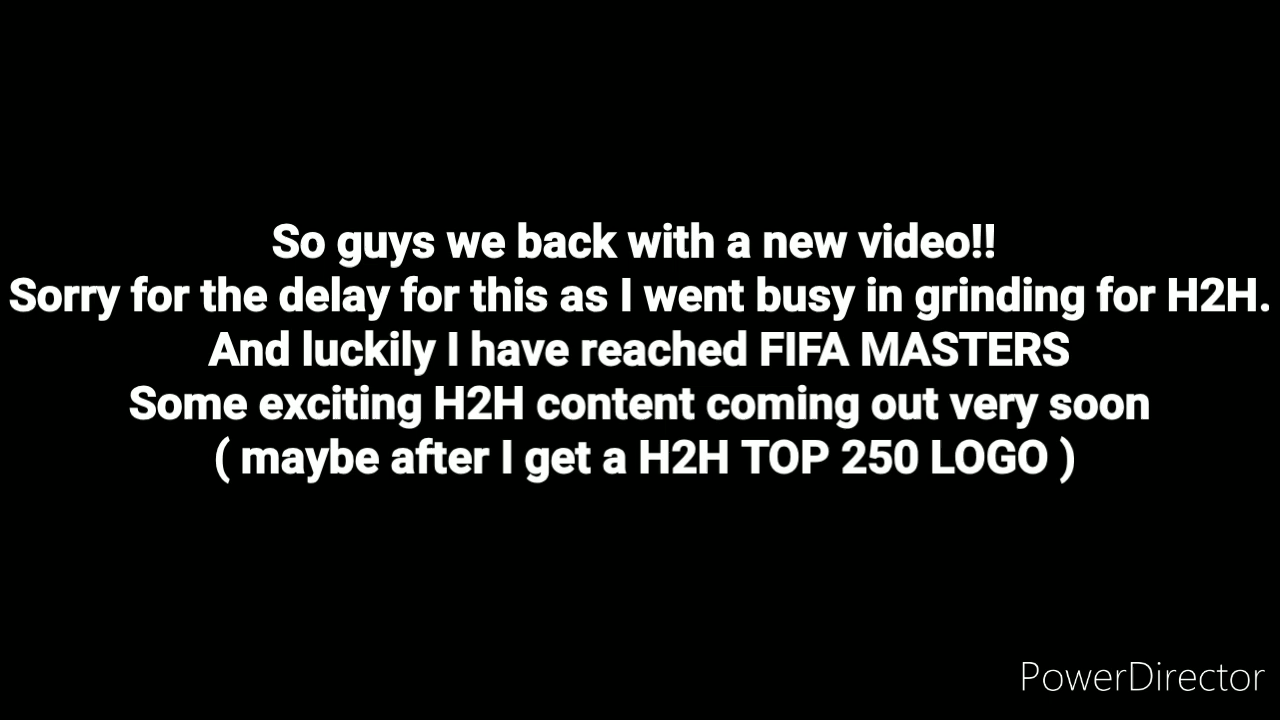 So guys we back with a new video!!
Sorry for the delay for this as I went busy in grinding for H2H.
And luckily I have reached FIFA MASTERS
Some exciting H2H content coming out very soon
( maybe after I get a H2H TOP 250 LOGO )
PowerDirector